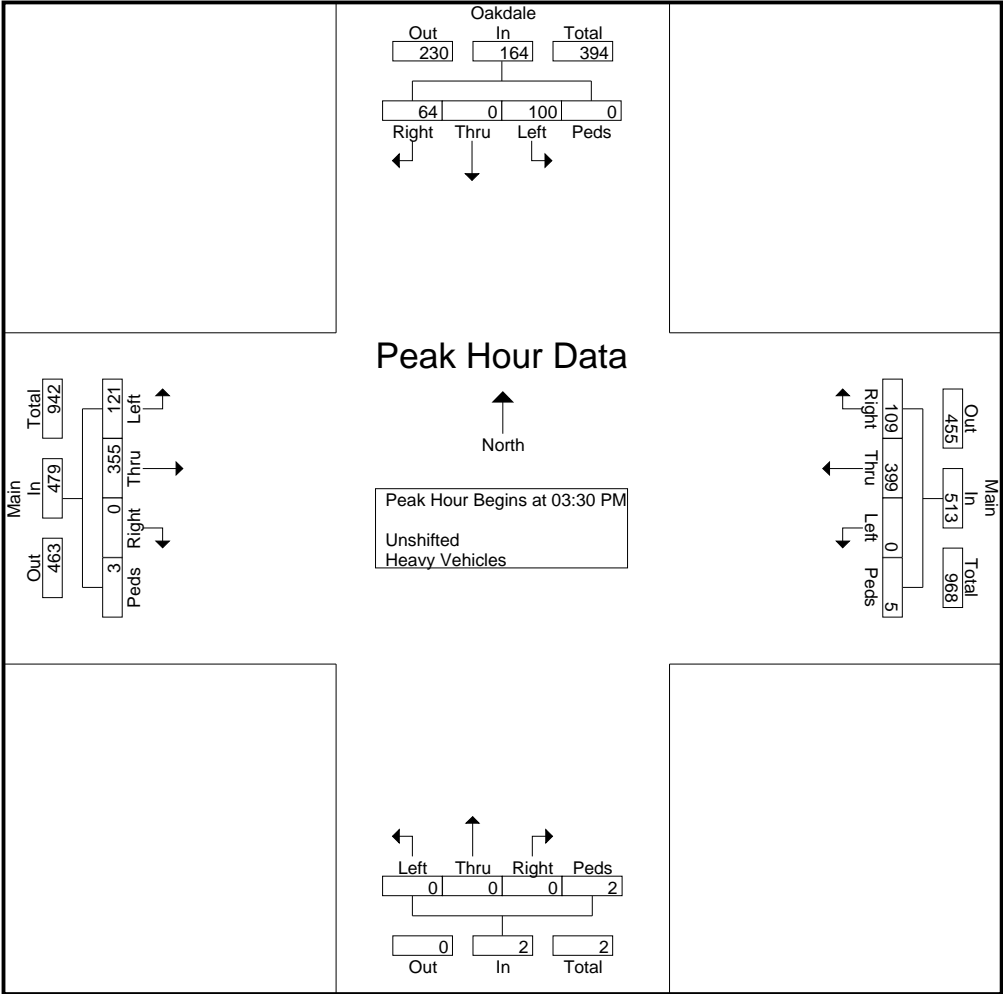 Oakdale
Out In Total
230 164 394
64 0 100 0
Right Thru Left Peds
Peak Hour Data
North
Peak Hour Begins at 03:30 PM
Unshifted
Heavy Vehicles
Main
Out In Total
463 479 942
3 0 355 121
Peds Right Thru Left
Main
Out In Total
455 513 968
109 399 0 5
Right Thru Left Peds
Left Thru Right Peds
0 0 0 2
0 2 2
Out In Total